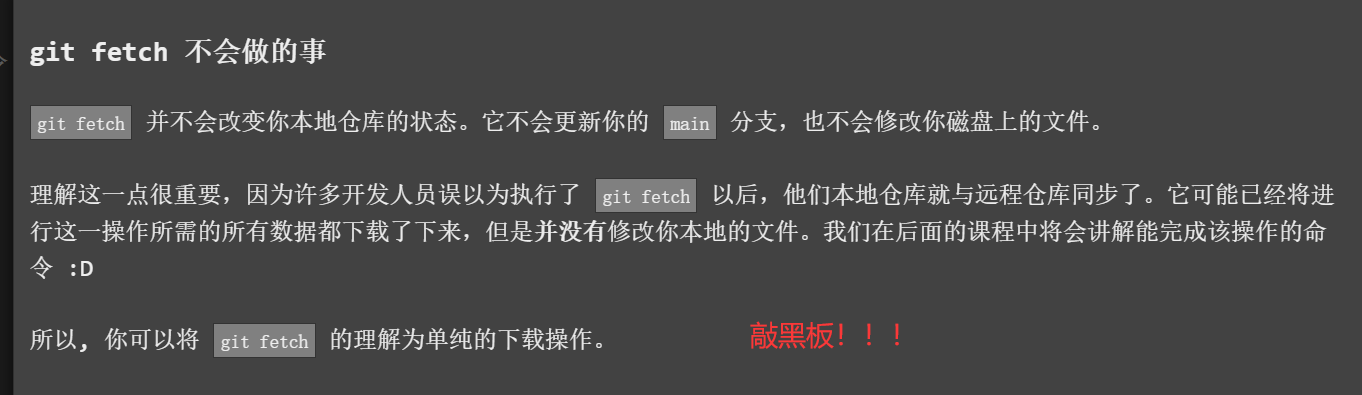 git fetch 不会做的事
git fetch 并不会改变你本地仓库的状态。它不会更新你的 main 分支，也不会修改你磁盘上的文件。
理解这一点很重要，因为许多开发人员误以为执行了 git fetch 以后，他们本地仓库就与远程仓库同步了。它可能已经将进
行这一操作所需的所有数据都下载了下来，但是并没有修改你本地的文件。我们在后面的课程中将会讲解能完成该操作的命
令 :D
所以, 你可以将 git fetch 的理解为单纯的下载操作。
敲黑板！！！